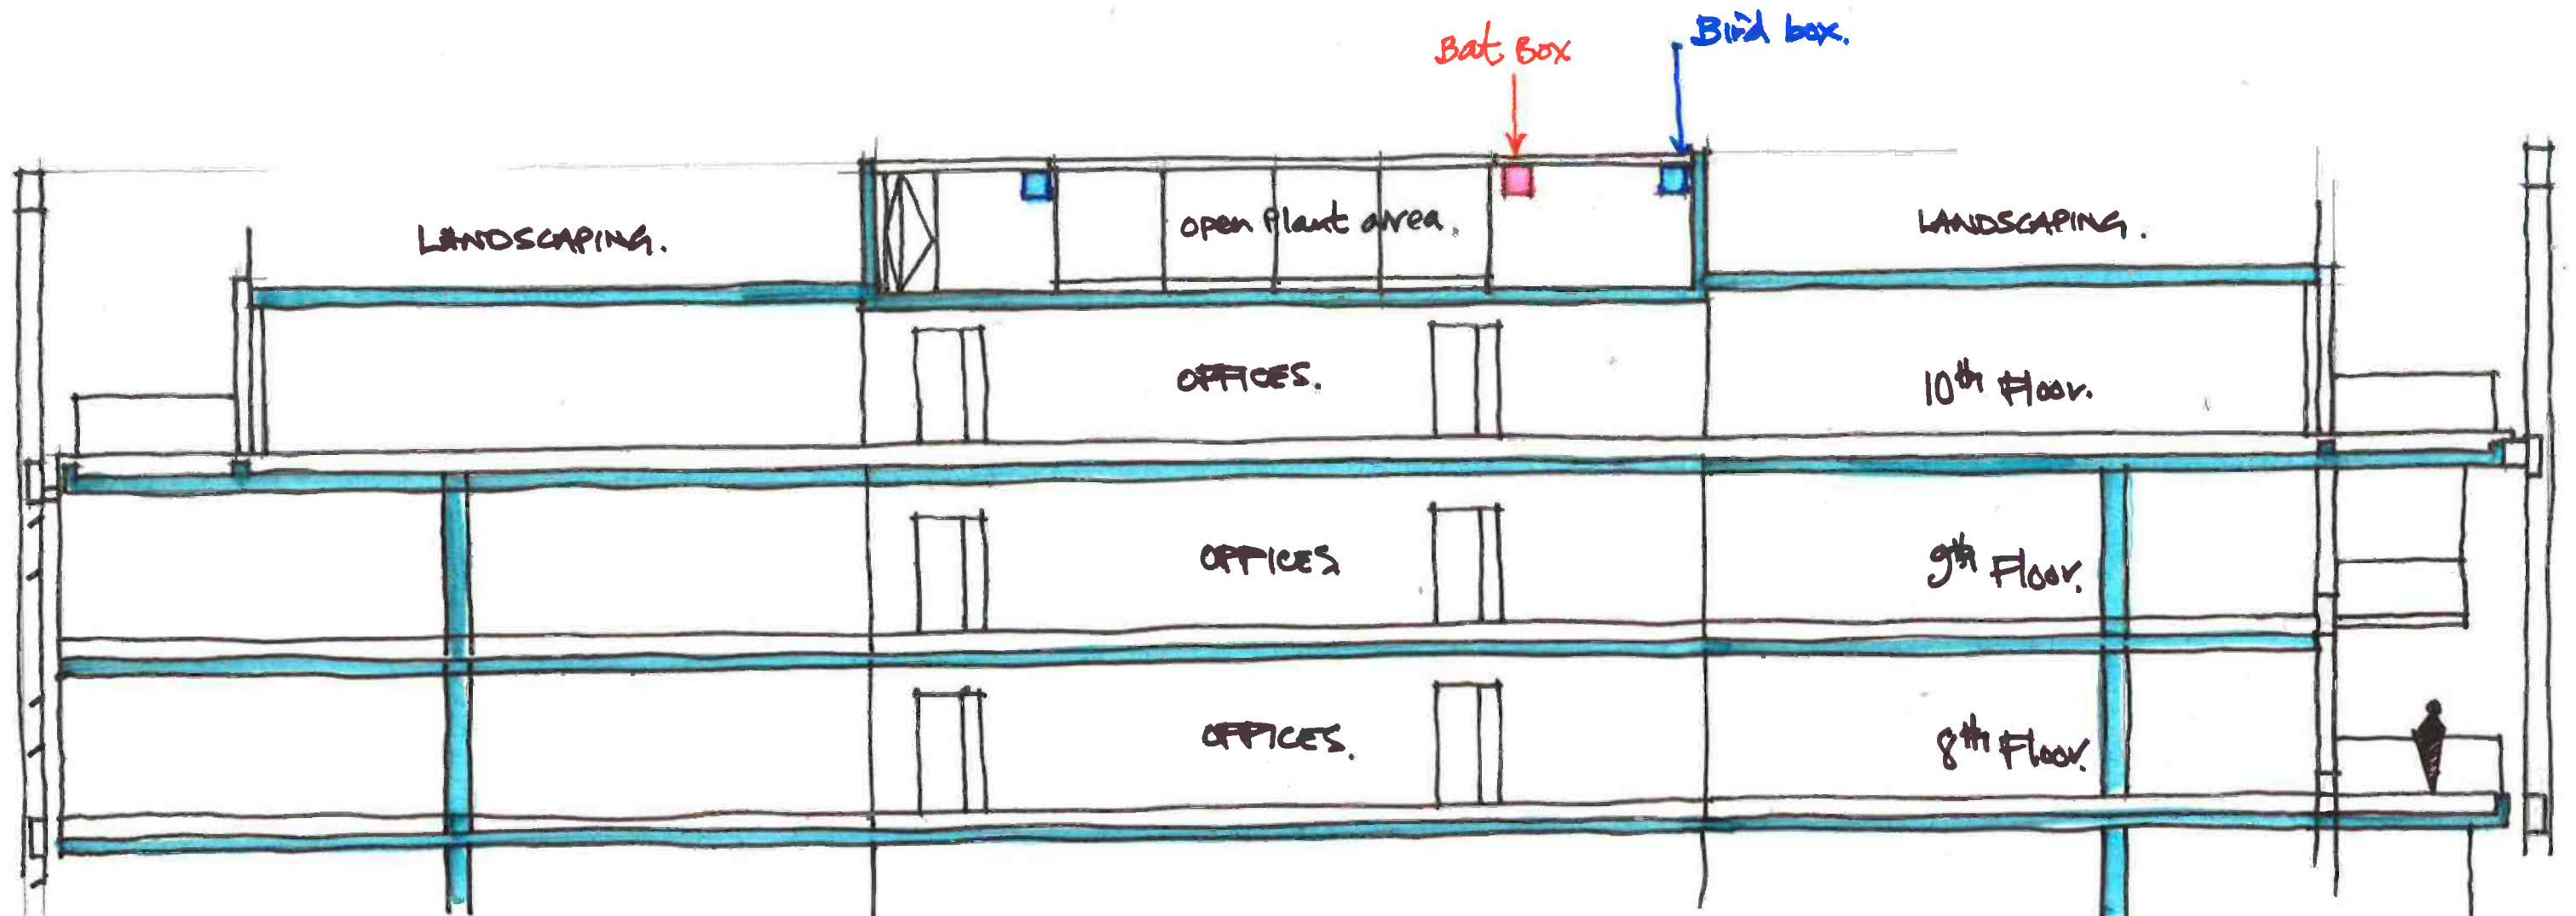 Bird box.
Bat Box
LANDSCAPING.
open Plant area.
LANDSCAPING.
OFFICES.
10th Floor.
OFFICES
9th Floor.
OFFICES.
8th Floor.